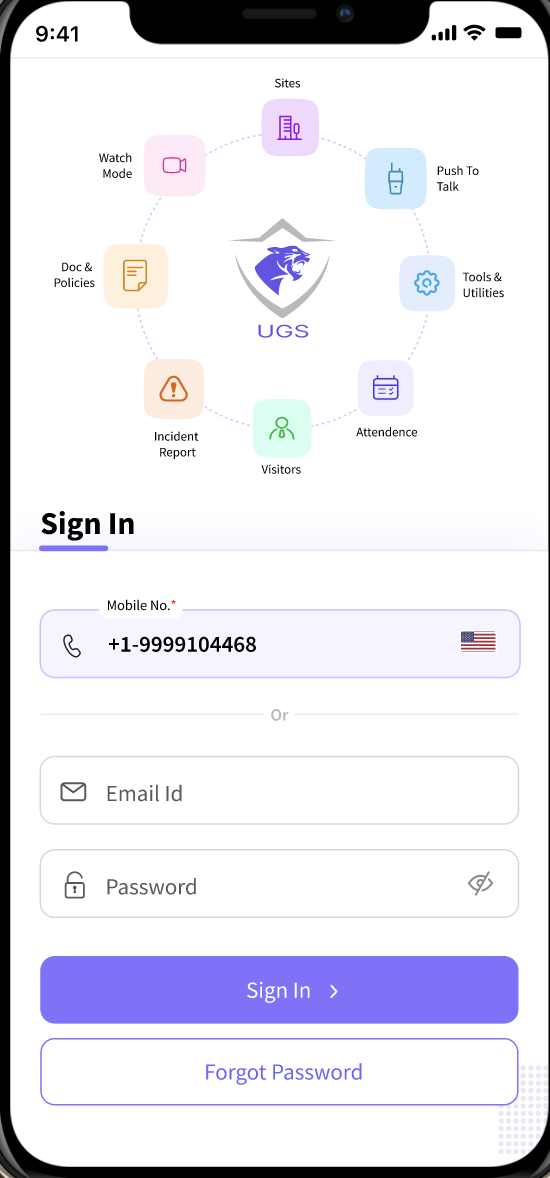 9:41
Sites
Watch
Mode
Push To
Talk
Doc &
Policies
Tools &
Utilities
UGS
Incident
Report
Attendence
Visitors
Sign In
Mobile No.*
+1-9999104468
Or
Email Id
Password
Sign In
Forgot Password